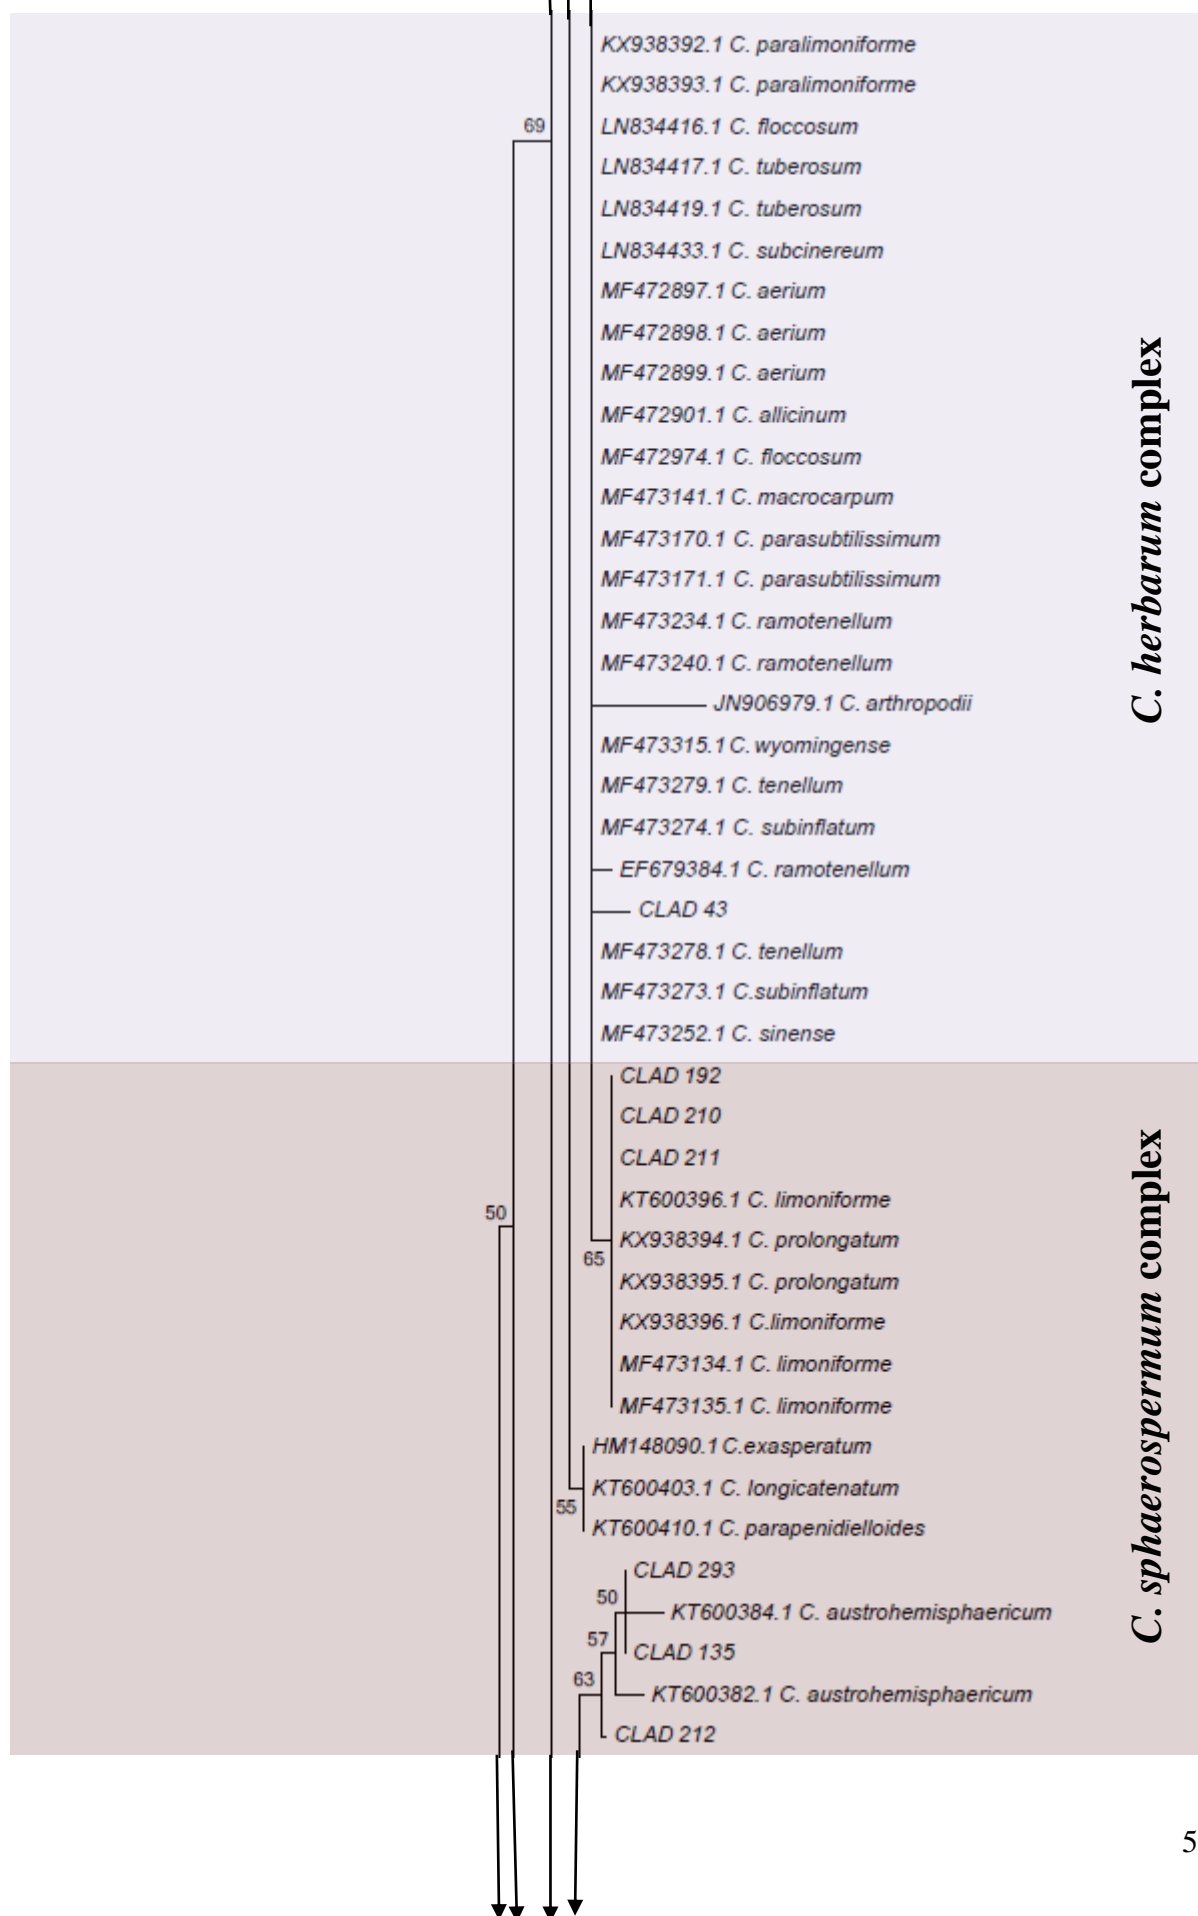 KX938392.1 C. paralimoniforme
KX938393.1 C. paralimoniforme
69
LN834416.1 C. floccosum
LN834417.1 C. tuberosum
LN834419.1 C. tuberosum
LN834433.1 C. subcinereum
MF472897.1 C. aerium
MF472898.1 C. aerium
MF472899.1 C. aerium
MF472901.1 C. allicinum
MF472974.1 C. floccosum
MF473141.1 C. macrocarpum
MF473170.1 C. parasubtilissimum
MF473171.1 C. parasubtilissimum
MF473234.1 C. ramotenellum
MF473240.1 C. ramotenellum
JN906979.1 C. arthropodii
MF473315.1 C. wyomingense
MF473279.1 C. tenellum
MF473274.1 C. subinflatum
EF679384.1 C. ramotenellum
CLAD 43
MF473278.1 C. tenellum
MF473273.1 C.subinflatum
MF473252.1 C. sinense
C. herbarum complex
CLAD 192
CLAD 210
CLAD 211
KT600396.1 C. limoniforme
50
KX938394.1 C. prolongatum
65
KX938395.1 C. prolongatum
KX938396.1 C.limoniforme
MF473134.1 C. limoniforme
MF473135.1 C. limoniforme
HM148090.1 C.exasperatum
KT600403.1 C. longicatenatum
55
KT600410.1 C. parapenidielloides
CLAD 293
50
KT600384.1 C. austrohemisphaericum
57
CLAD 135
63
KT600382.1 C. austrohemisphaericum
CLAD 212
C. sphaerospermum complex
5